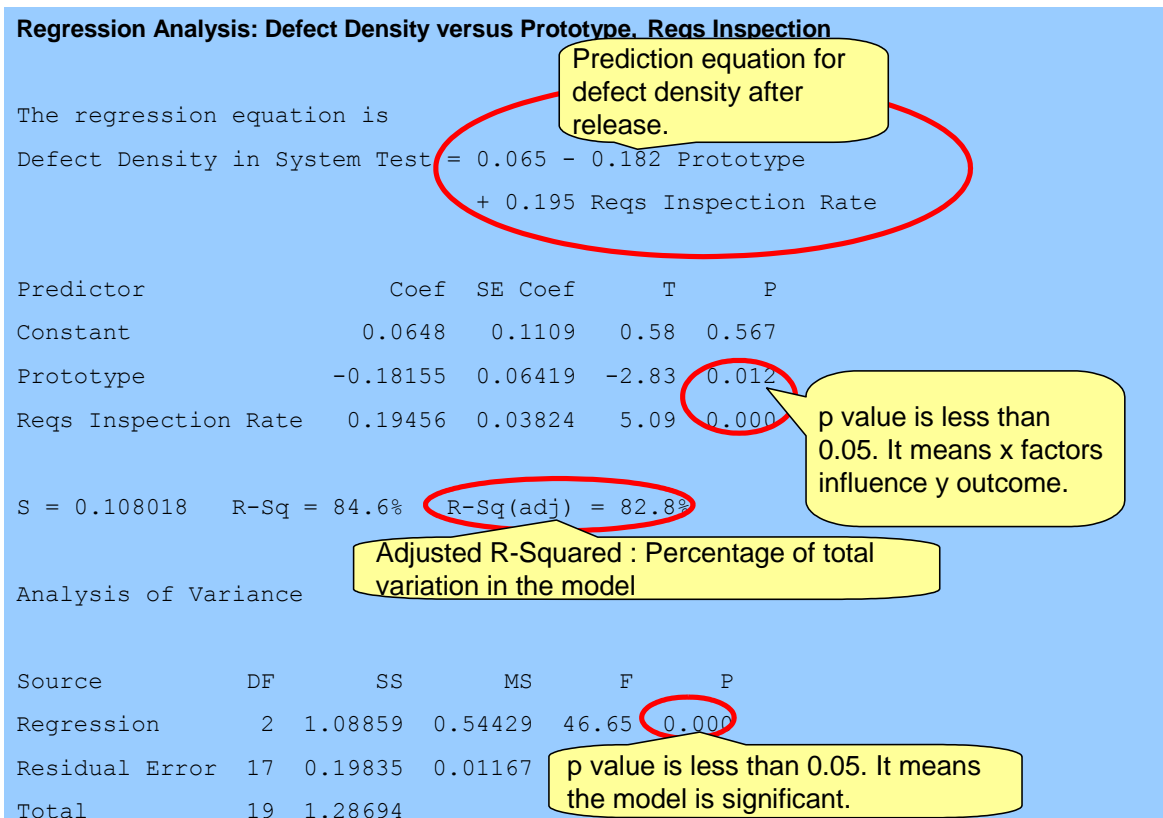 Regression Analysis: Defect Density versus Prototype, Reqs Inspection
Prediction equation for
defect density after
release.
The regression equation is
Defect Density in System Test = 0.065 - 0.182 Prototype
+ 0.195 Reqs Inspection Rate
Predictor Coef SE Coef T P
Constant 0.0648 0.1109 0.58 0.567
Prototype -0.18155 0.06419 -2.83 0.012
Reqs Inspection Rate 0.19456 0.03824 5.09 0.000
p value is less than
0.05. It means x factors
influence y outcome.
S = 0.108018 R-Sq = 84.6% R-Sq(adj) = 82.8%
Adjusted R-Squared : Percentage of total
variation in the model
Analysis of Variance
Source DF SS MS F P
Regression 2 1.08859 0.54429 46.65 0.000
Residual Error 17 0.19835 0.01167
p value is less than 0.05. It means
the model is significant.
Total 19 1.28694